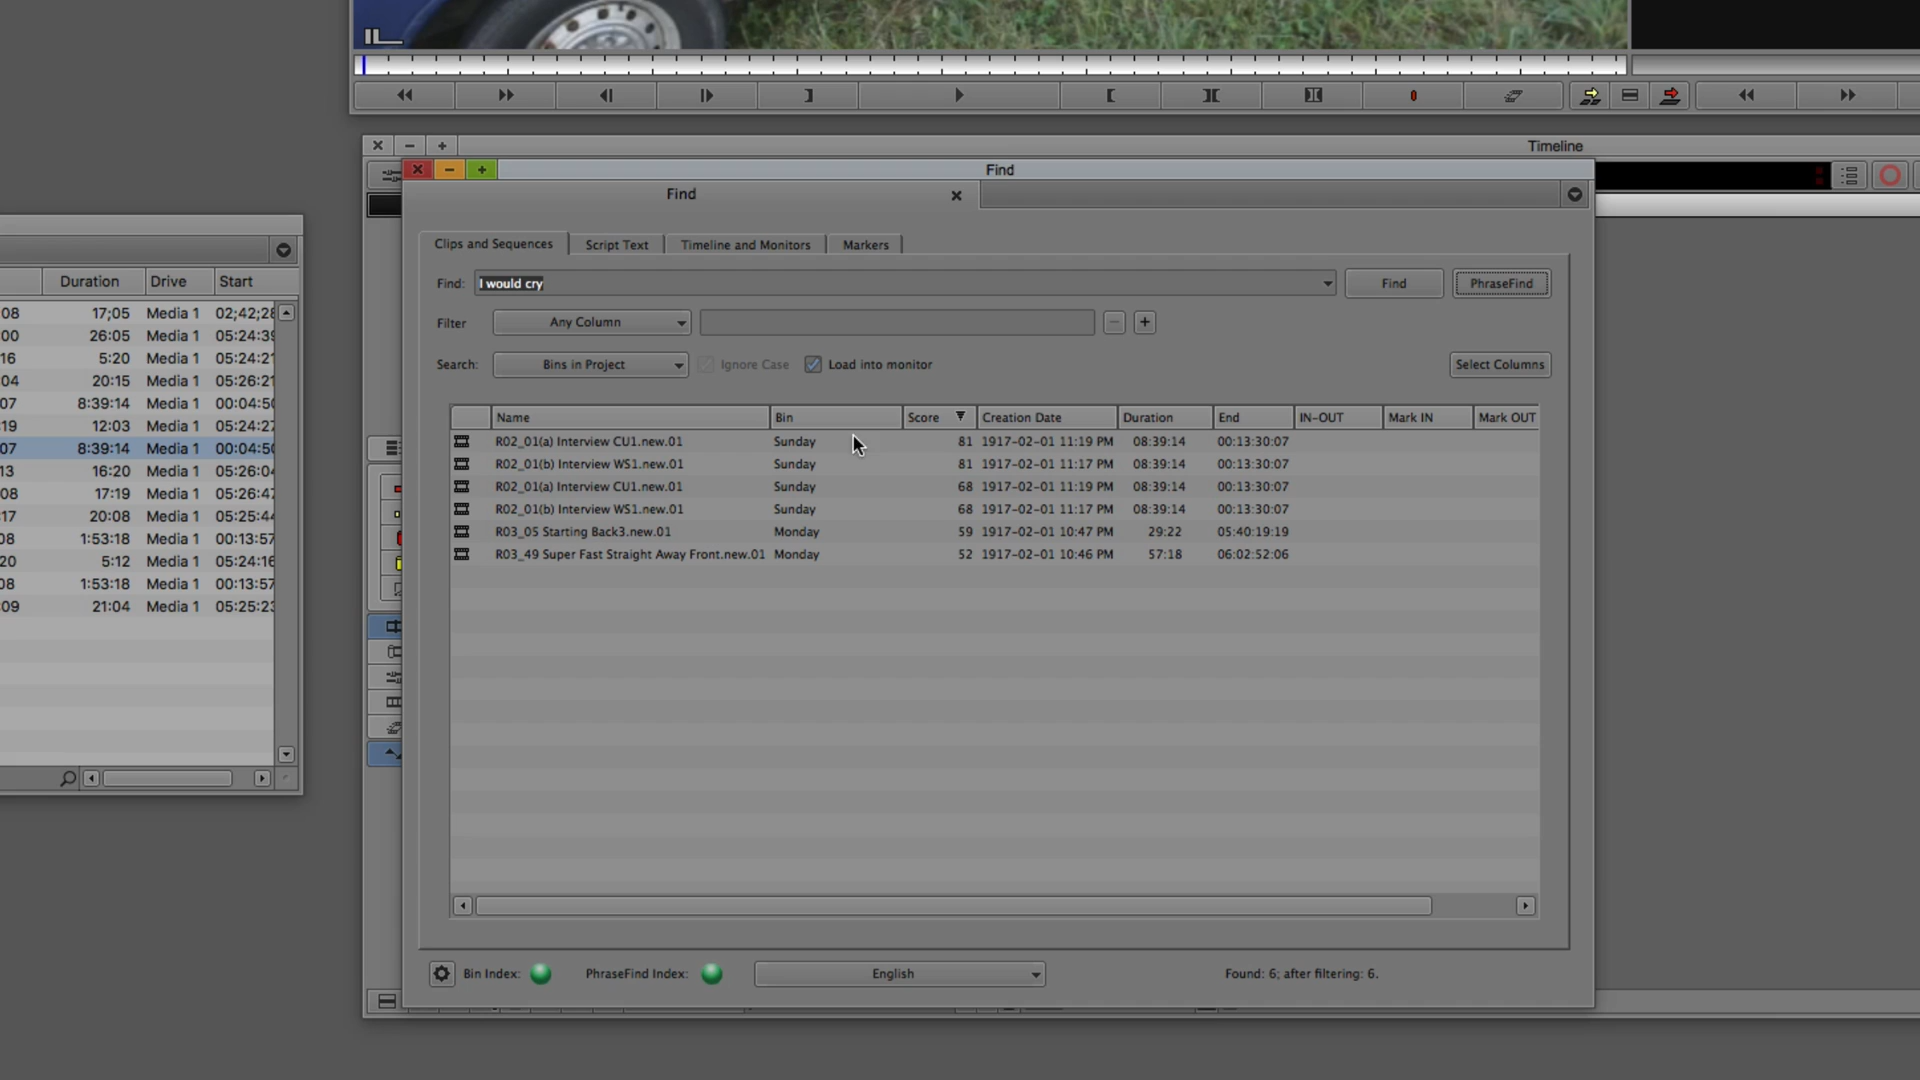 Timeline
Find
Find
Clips and Sequences
Script Text
Timeline and Monitors
Markers
Find:
I would cry
Find
PhraseFind
Filter
Any Column
Search:
Bins in Project
Ignore Case
Load into monitor
Select Columns
Name Bin Score Creation Date Duration End IN-OUT Mark IN Mark OUT
R02_01(a) Interview CU1.new.01 Sunday 81 1917-02-01 11:19 PM 08:39:14 00:13:30:07
R02_01(b) Interview WS1.new.01 Sunday 81 1917-02-01 11:17 PM 08:39:14 00:13:30:07
R02_01(a) Interview CU1.new.01 Sunday 68 1917-02-01 11:19 PM 08:39:14 00:13:30:07
R02_01(b) Interview WS1.new.01 Sunday 68 1917-02-01 11:17 PM 08:39:14 00:13:30:07
R03_05 Starting Back3.new.01 Monday 59 1917-02-01 10:47 PM 29:22 05:40:19:19
R03_49 Super Fast Straight Away Front.new.01 Monday 52 1917-02-01 10:46 PM 57:18 06:02:52:06
Bin Index:
PhraseFind Index:
English
Found: 6; after filtering: 6.
Duration Drive Start
08 17;05 Media 1 02;42;28
00 26:05 Media 1 05:24:39
16 5:20 Media 1 05:24:21
04 20:15 Media 1 05:26:21
07 8:39:14 Media 1 00:04:50
19 12:03 Media 1 05:24:27
07 8:39:14 Media 1 00:04:50
13 16:20 Media 1 05:26:04
08 17:19 Media 1 05:26:47
17 20:08 Media 1 05:25:44
08 1:53:18 Media 1 00:13:57
20 5:12 Media 1 05:24:16
08 1:53:18 Media 1 00:13:57
09 21:04 Media 1 05:25:23